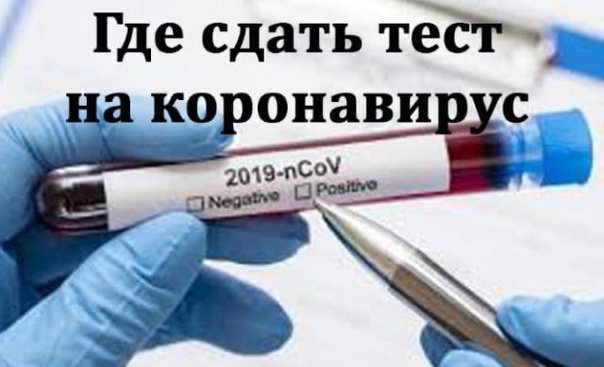 Где сдать тест
на коронавирус
2019-nCoV
Negative Positive